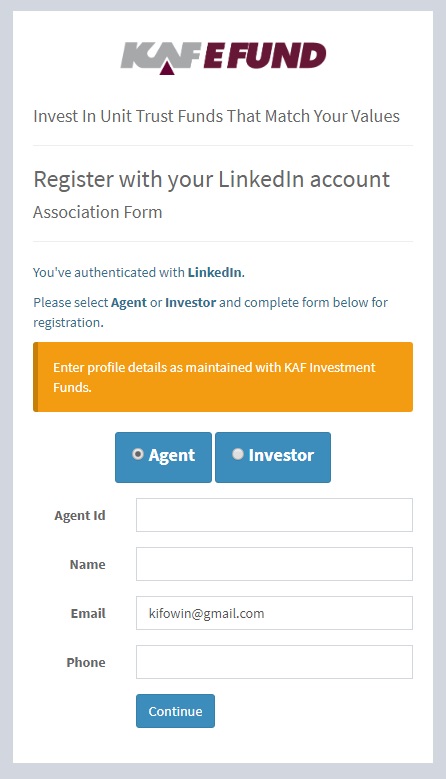 KAF EFUND
Invest In Unit Trust Funds That Match Your Values
Register with your LinkedIn account
Association Form
You've authenticated with LinkedIn.
Please select Agent or Investor and complete form below for
registration.
Enter profile details as maintained with KAF Investment
Funds.
Agent Investor
Agent Id
Name
Email kifowin@gmail.com
Phone
Continue